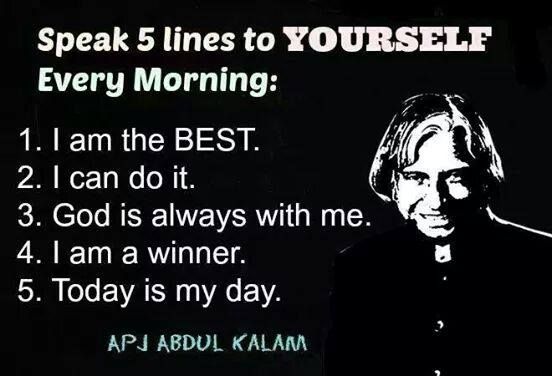 Speak 5 lines to YOURSELF
Every Morning:
1. I am the BEST.
2. I can do it.
3. God is always with me.
4. I am a winner.
5. Today is my day.
APJ ABDUL KALAM